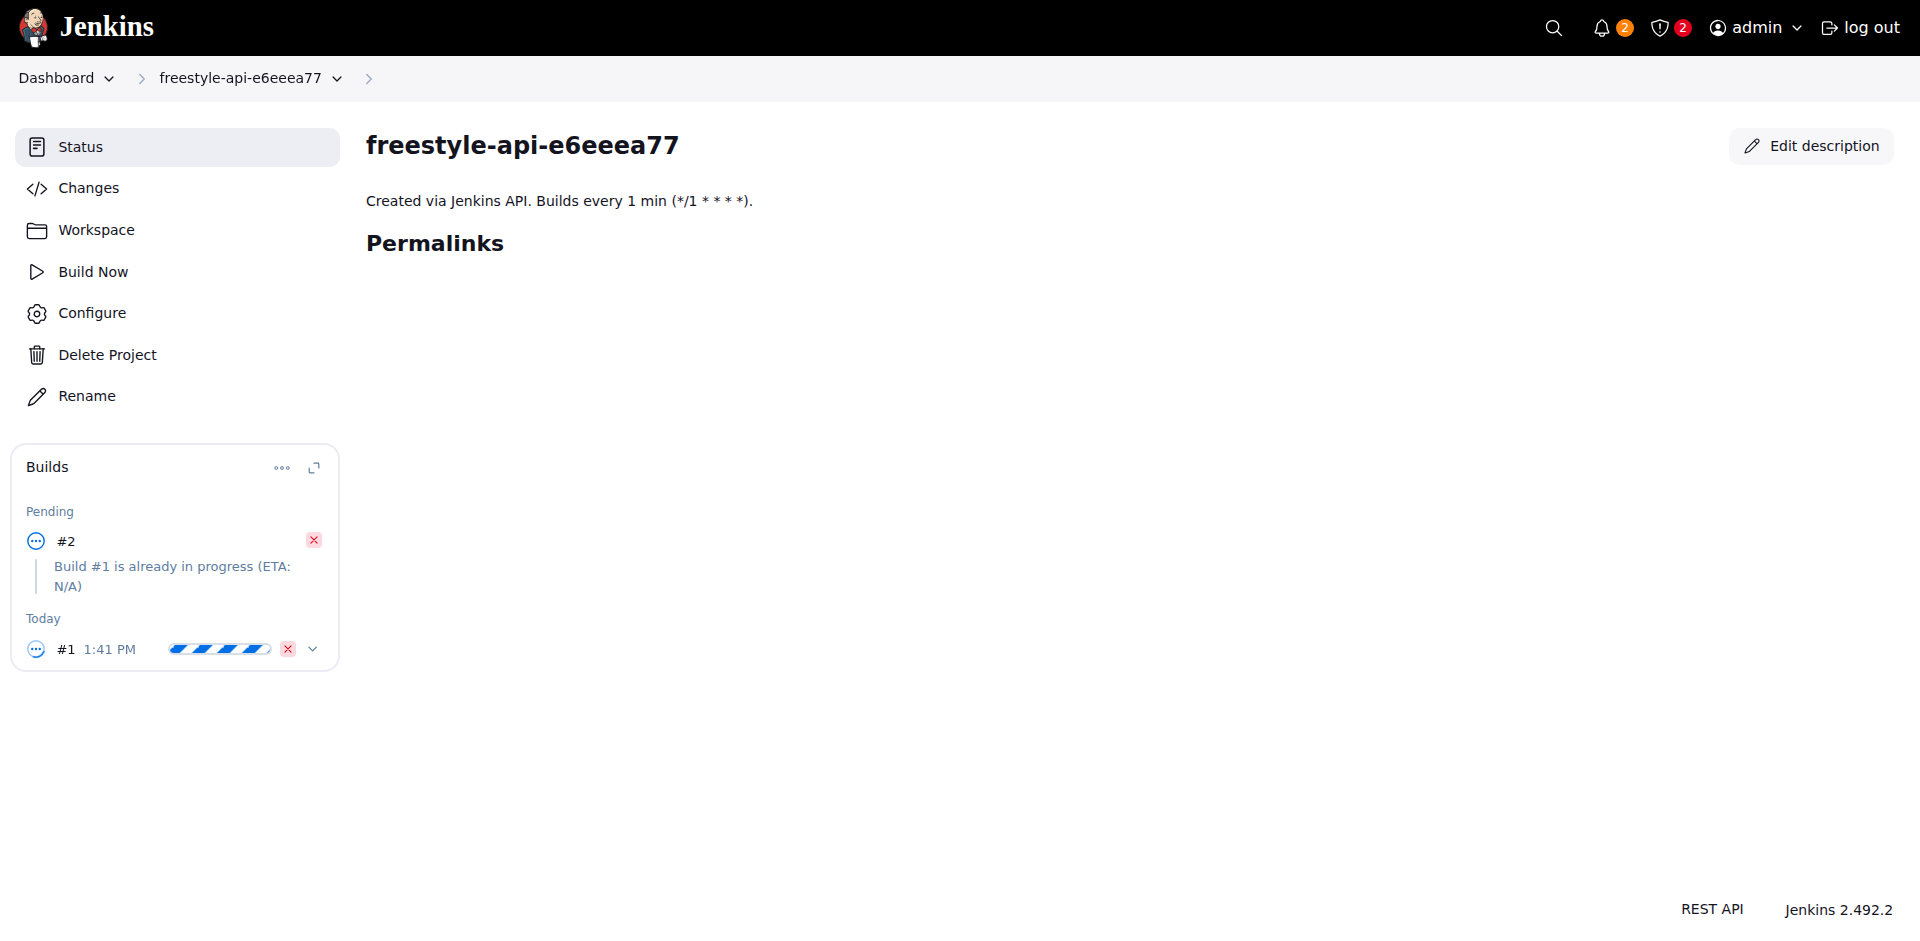 Jenkins
2
2
admin
log out
Dashboard
freestyle-api-e6eeea77
Status
Changes
Workspace
Build Now
Configure
Delete Project
Rename
freestyle-api-e6eeea77
Edit description
Created via Jenkins API. Builds every 1 min (*/1 * * * *).
Permalinks
Builds
Pending
#2
Build #1 is already in progress (ETA:
N/A)
Today
#1 1:41 PM
REST API
Jenkins 2.492.2